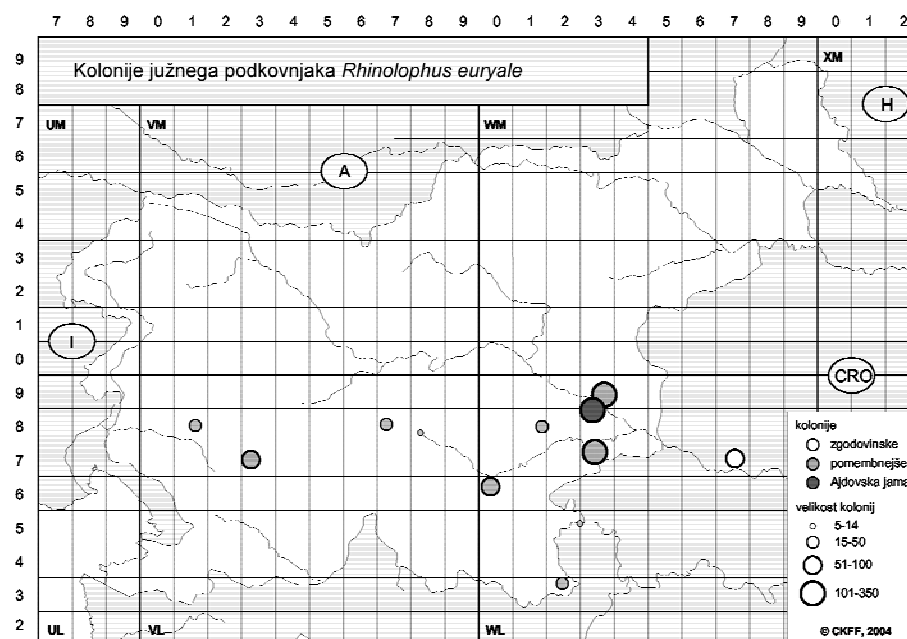 7 8 9 0 1 2 3 4 5 6 7 8 9 0 1 2 3 4 5 6 7 8 9 0 1 2
9
Kolonije južnega podkovnjaka Rhinolophus euryale
XM
8
H
7
UM VM WM
6
A
5
4
3
2
1
I
0
CRO
9
8
7
6
5
4
3
2
UL VL WL
kolonije
zgodovinske
pomembnejše
Ajdovska jama
velikost kolonij
5-14
15-50
51-100
101-350
© CKFF, 2004